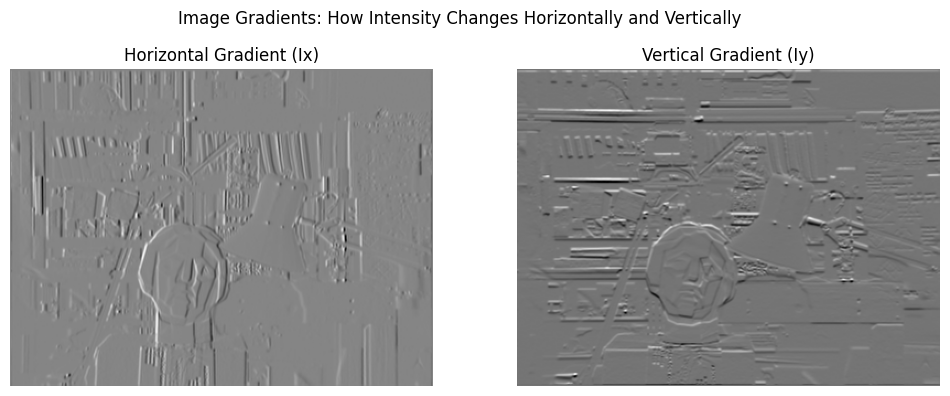 Image Gradients: How Intensity Changes Horizontally and Vertically
Horizontal Gradient (Ix)
Vertical Gradient (Iy)